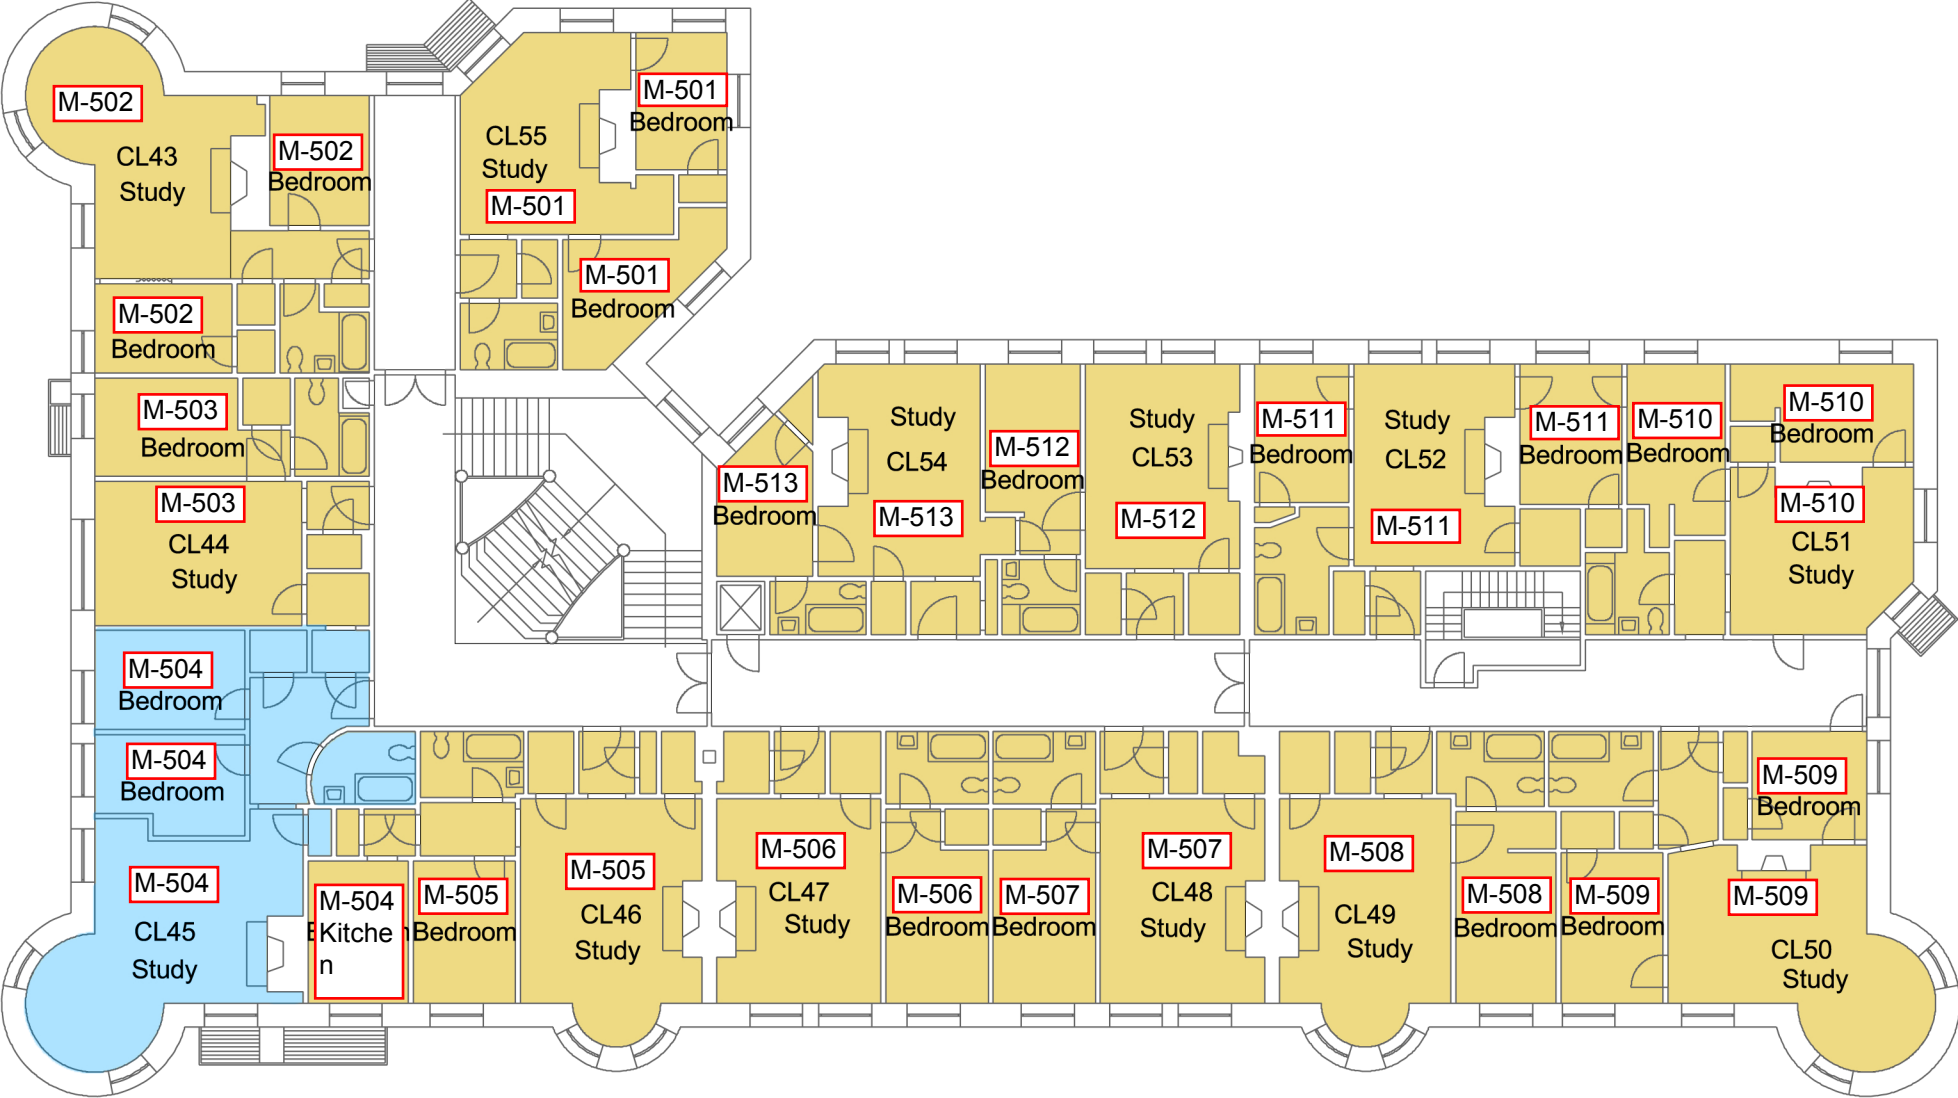 M-502
CL43
Study
M-502
Bedroom
M-502
Bedroom
CL55
Study
M-501
M-501
Bedroom
M-501
Bedroom
M-503
Bedroom
M-503
CL44
Study
M-504
Bedroom
M-504
Bedroom
M-504
CL45
Study
M-504
Kitche
n
M-505
Bedroom
M-505
CL46
Study
M-506
CL47
Study
M-506
Bedroom
M-507
Bedroom
M-507
CL48
Study
M-508
CL49
Study
M-508
Bedroom
M-509
Bedroom
M-509
Bedroom
M-509
CL50
Study
M-513
Bedroom
Study
CL54
M-513
M-512
Bedroom
Study
CL53
M-512
M-511
Bedroom
Study
CL52
M-511
M-511
Bedroom
M-510
Bedroom
M-510
Bedroom
M-510
CL51
Study